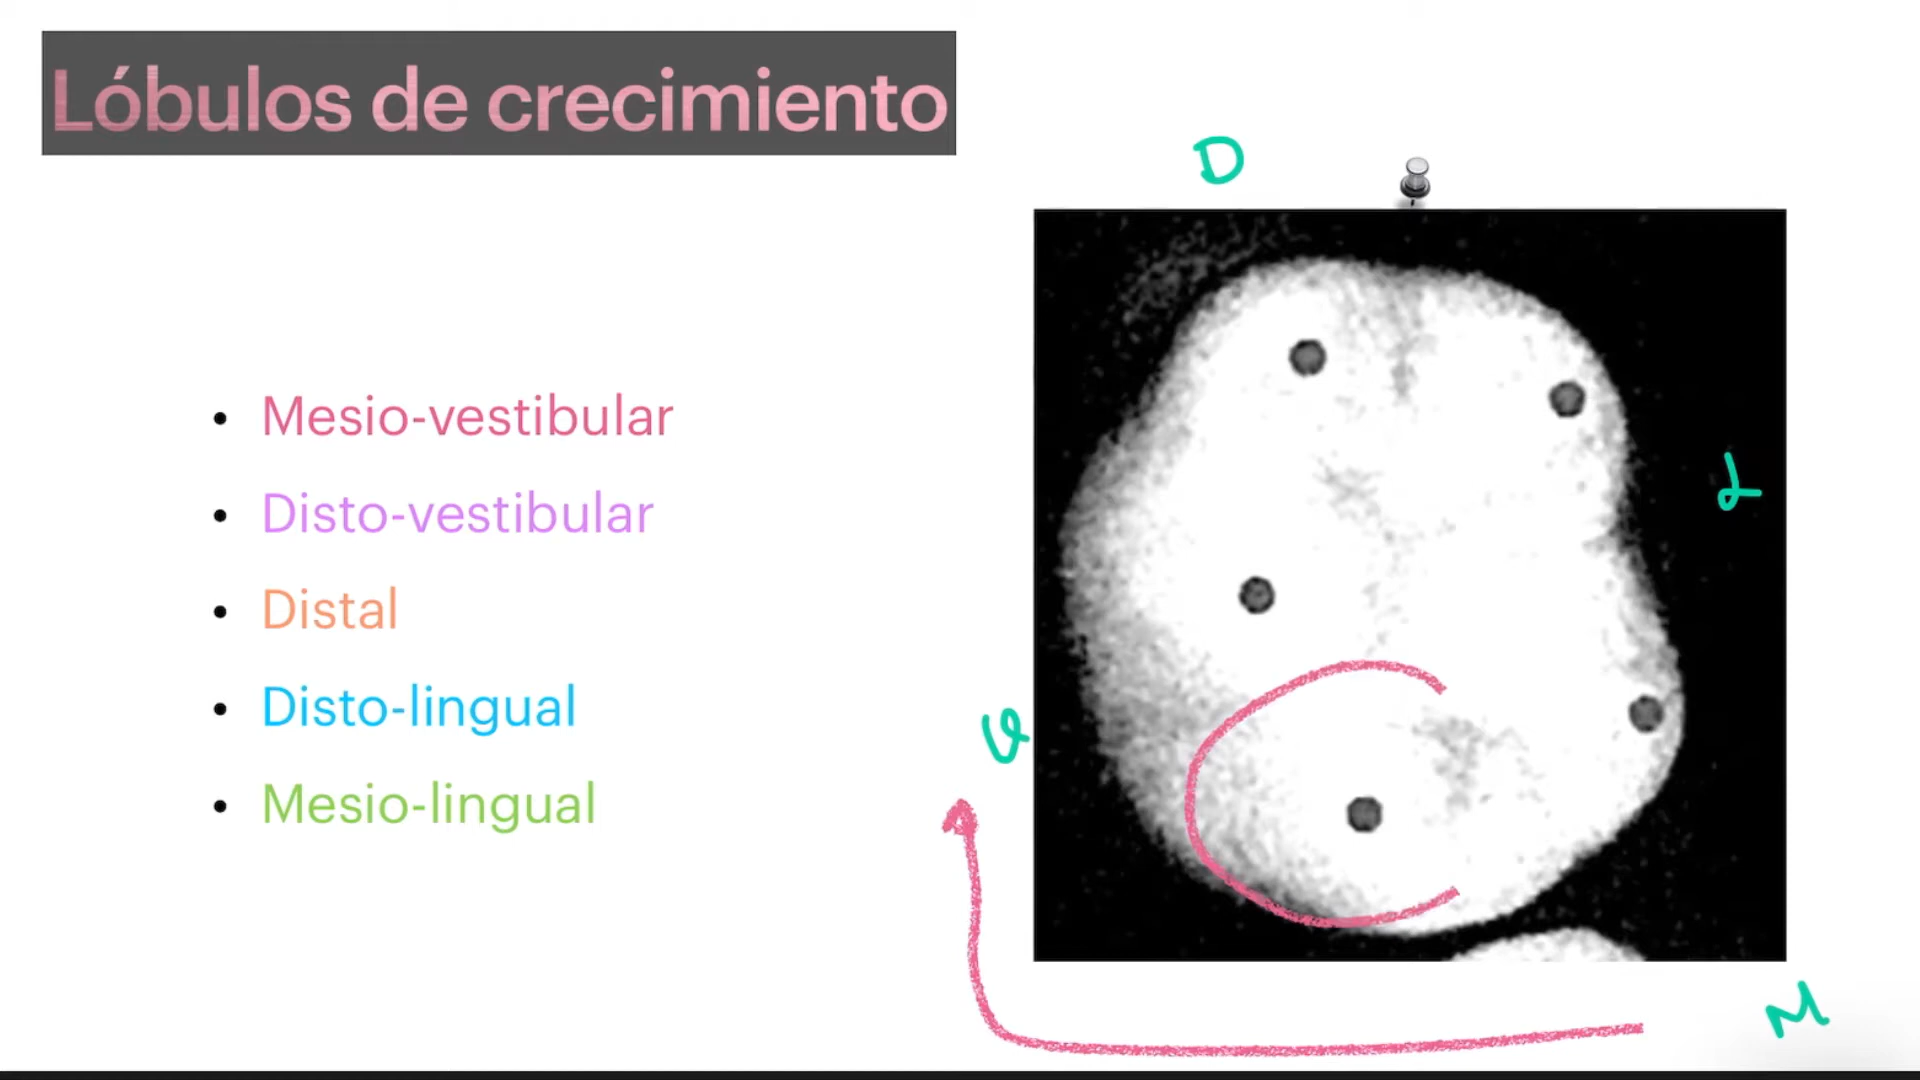 Lóbulos de crecimiento
D
• Mesio-vestibular
• Disto-vestibular
L
• Distal
• Disto-lingual
V
• Mesio-lingual
M